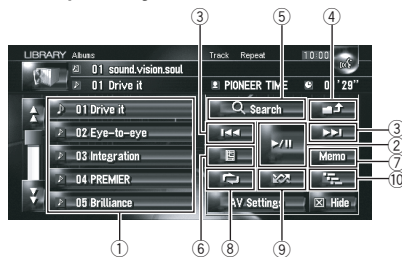 ③ ⑤ ④
LIBRARY Albums Track Repeat 10:00
01 sound.vision.soul
01 Drive it PIONEER TIME 0'29"
01 Drive it Search
02 Eye-to-eye ③
②
03 Integration Memo ⑦
04 PREMIER ⑩
05 Brilliance AV Settings Hide
① ⑥ ⑧ ⑨